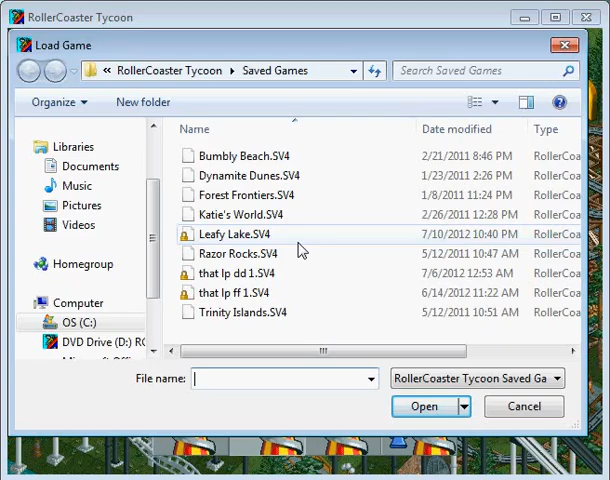 RollerCoaster Tycoon
Load Game
« RollerCoaster Tycoon Saved Games Search Saved Games
Organize New folder
Name Date modified Type
Libraries
Documents
Music
Pictures
Videos
Homegroup
Computer
OS (C:)
DVD Drive (D:) RC
Bumbly Beach.SV4 2/21/2011 8:46 PM RollerCoa
Dynamite Dunes.SV4 1/23/2011 2:26 PM RollerCoa
Forest Frontiers.SV4 1/8/2011 11:24 PM RollerCoa
Katie's World.SV4 2/26/2011 12:28 PM RollerCoa
Leafy Lake.SV4 7/10/2012 10:40 PM RollerCoa
Razor Rocks.SV4 5/12/2011 10:47 AM RollerCoa
that lp dd 1.SV4 7/6/2012 12:53 AM RollerCoa
that lp ff 1.SV4 6/14/2012 11:22 AM RollerCoa
Trinity Islands.SV4 5/12/2011 10:51 AM RollerCoa
File name: RollerCoaster Tycoon Saved Ga
Open Cancel